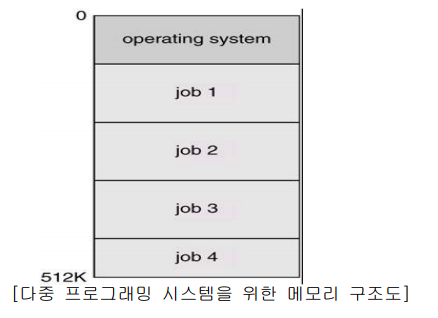 0
operating system
job 1
job 2
job 3
job 4
512K
[다중 프로그래밍 시스템을 위한 메모리 구조도]